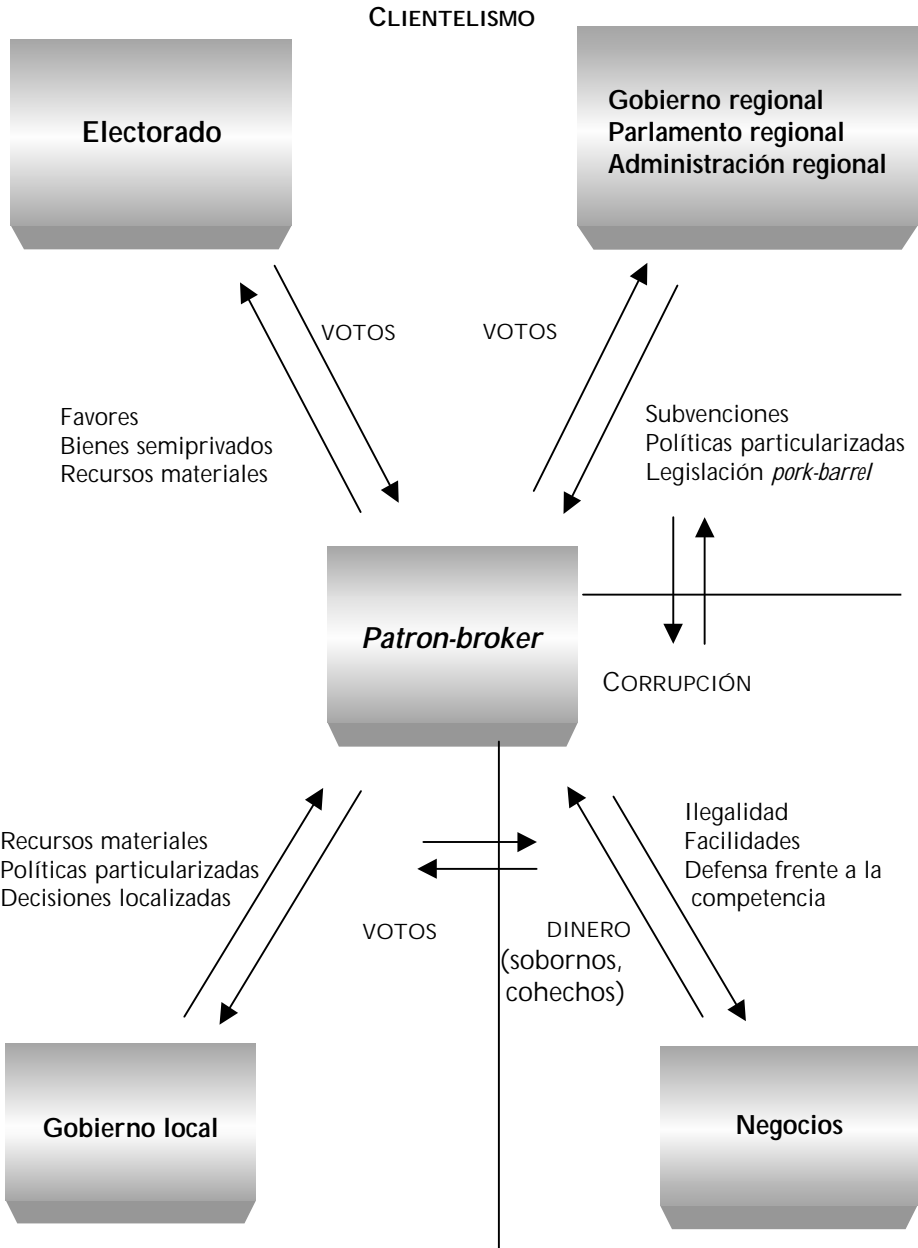 CLIENTELISMO
Electorado
Gobierno regional
Parlamento regional
Administración regional
VOTOS
VOTOS
Favores
Bienes semiprivados
Recursos materiales
Subvenciones
Políticas particularizadas
Legislación pork-barrel
Patron-broker
CORRUPCIÓN
Recursos materiales
Políticas particularizadas
Decisiones localizadas
VOTOS
Ilegalidad
Facilidades
Defensa frente a la
competencia
DINERO
(sobornos,
cohechos)
Gobierno local
Negocios